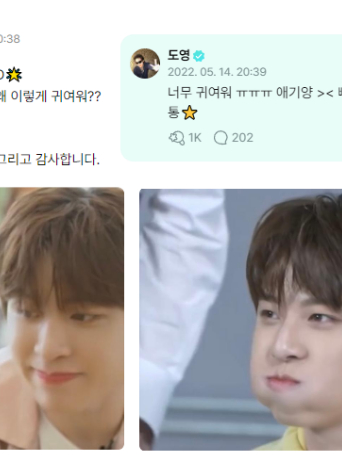 0:38
왜 이렇게 귀여워??
그리고 감사합니다.
도영
2022. 05. 14. 20:39
너무 귀여워 ㅠㅠㅠ 애기양 ><
통
1K 202